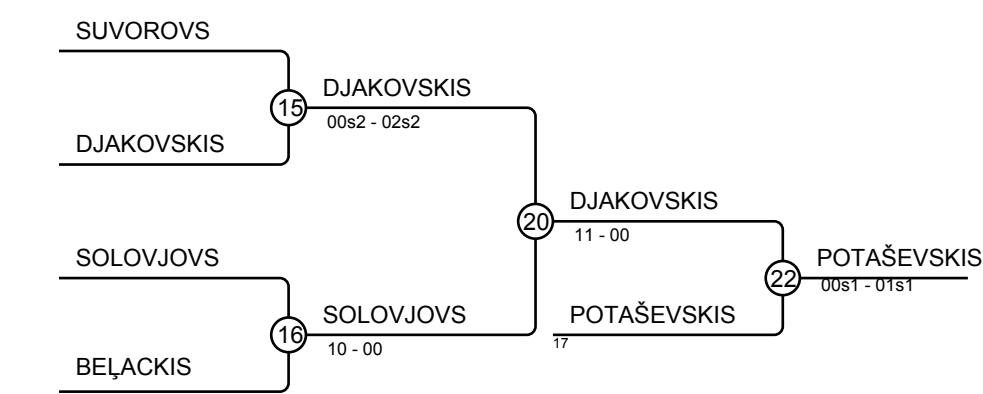 SUVOROVS
DJAKOVSKIS
15
00s2 - 02s2
DJAKOVSKIS
DJAKOVSKIS
20
11 - 00
SOLOVJOVS
POTAŠEVSKIS
22
00s1 - 01s1
SOLOVJOVS
POTAŠEVSKIS
16
10 - 00
17
BEĻACKIS